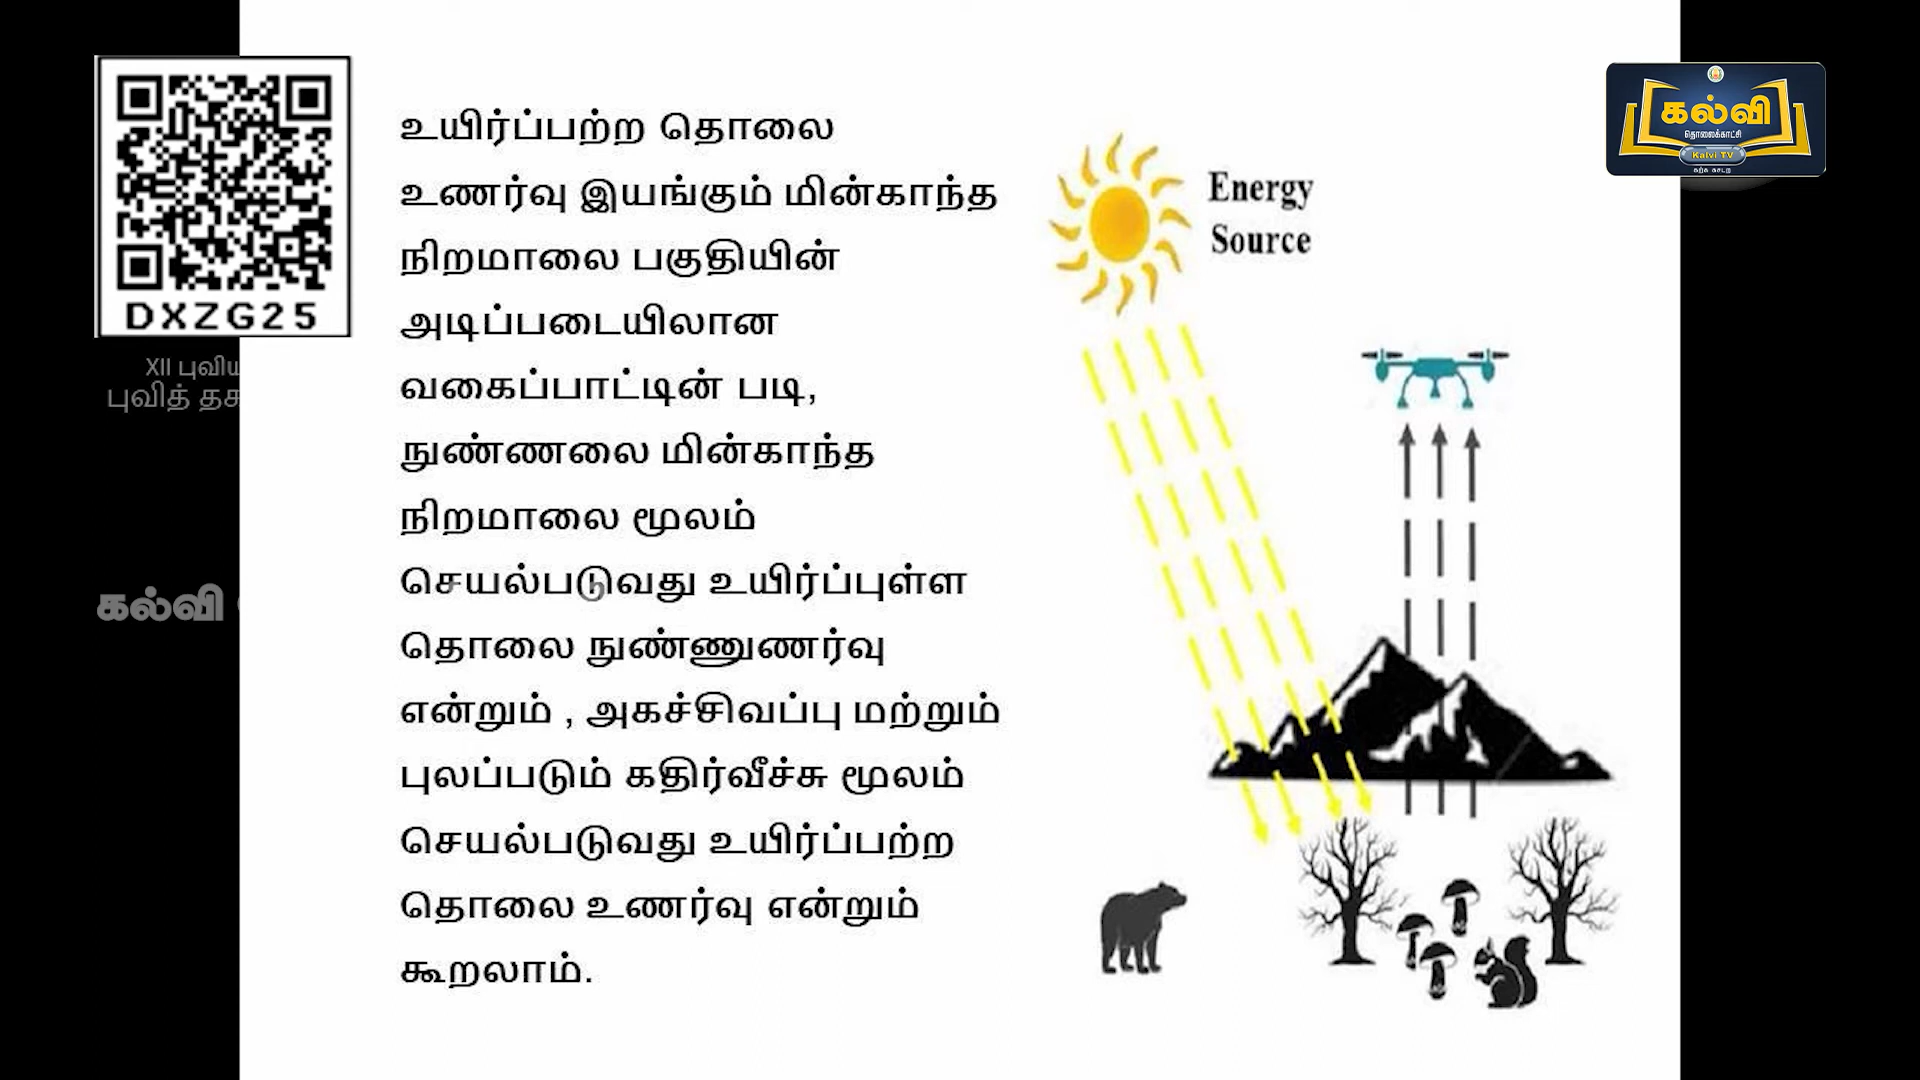 DXZG25
XII புவிய
புவித் தக
கல்வி
உயிர்ப்பற்ற தொலை
உணர்வு இயங்கும் மின்காந்த
நிறமாலை பகுதியின்
அடிப்படையிலான
வகைப்பாட்டின் படி,
நுண்ணலை மின்காந்த
நிறமாலை மூலம்
செயல்படுவது உயிர்ப்புள்ள
தொலை நுண்ணுணர்வு
என்றும் , அகச்சிவப்பு மற்றும்
புலப்படும் கதிர்வீச்சு மூலம்
செயல்படுவது உயிர்ப்பற்ற
தொலை உணர்வு என்றும்
கூறலாம்.
Energy
Source
கல்வி
தொலைக்காட்சி
Kalvi TV
கற்க கசடற